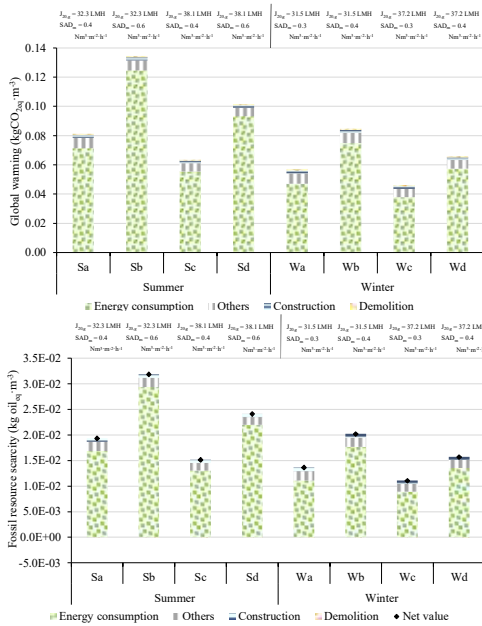 J20,g = 32.3 LMH J20,g = 32.3 LMH J20,g = 38.1 LMH J20,g = 38.1 LMH J20,g = 31.5 LMH J20,g = 31.5 LMH J20,g = 37.2 LMH J20,g = 37.2 LMH
SADm = 0.4 SADm = 0.6 SADm = 0.4 SADm = 0.6 SADm = 0.3 SADm = 0.4 SADm = 0.3 SADm = 0.4
Nm³·m⁻²·h⁻¹ Nm³·m⁻²·h⁻¹ Nm³·m⁻²·h⁻¹ Nm³·m⁻²·h⁻¹ Nm³·m⁻²·h⁻¹ Nm³·m⁻²·h⁻¹ Nm³·m⁻²·h⁻¹ Nm³·m⁻²·h⁻¹
Global warming (kgCO2eq·m⁻³)
0.14
0.12
0.10
0.08
0.06
0.04
0.02
0.00
Sa Sb Sc Sd Wa Wb Wc Wd
Summer Winter
Energy consumption Others Construction Demolition
J20,g = 32.3 LMH J20,g = 32.3 LMH J20,g = 38.1 LMH J20,g = 38.1 LMH J20,g = 31.5 LMH J20,g = 31.5 LMH J20,g = 37.2 LMH J20,g = 37.2 LM
SADm = 0.4 SADm = 0.6 SADm = 0.4 SADm = 0.6 SADm = 0.3 SADm = 0.4 SADm = 0.3 SADm = 0.4
Nm³·m⁻²·h⁻¹ Nm³·m⁻²·h⁻¹ Nm³·m⁻²·h⁻¹ Nm³·m⁻²·h⁻¹ Nm³·m⁻²·h⁻¹ Nm³·m⁻²·h⁻¹ Nm³·m⁻²·h⁻¹ Nm³·m⁻²·h⁻¹
Fossil resource scarcity (kg oileq·m⁻³)
3.5E-02
3.0E-02
2.5E-02
2.0E-02
1.5E-02
1.0E-02
5.0E-03
0.0E+00
-5.0E-03
Sa Sb Sc Sd Wa Wb Wc Wd
Summer Winter
Energy consumption Others Construction Demolition Net value